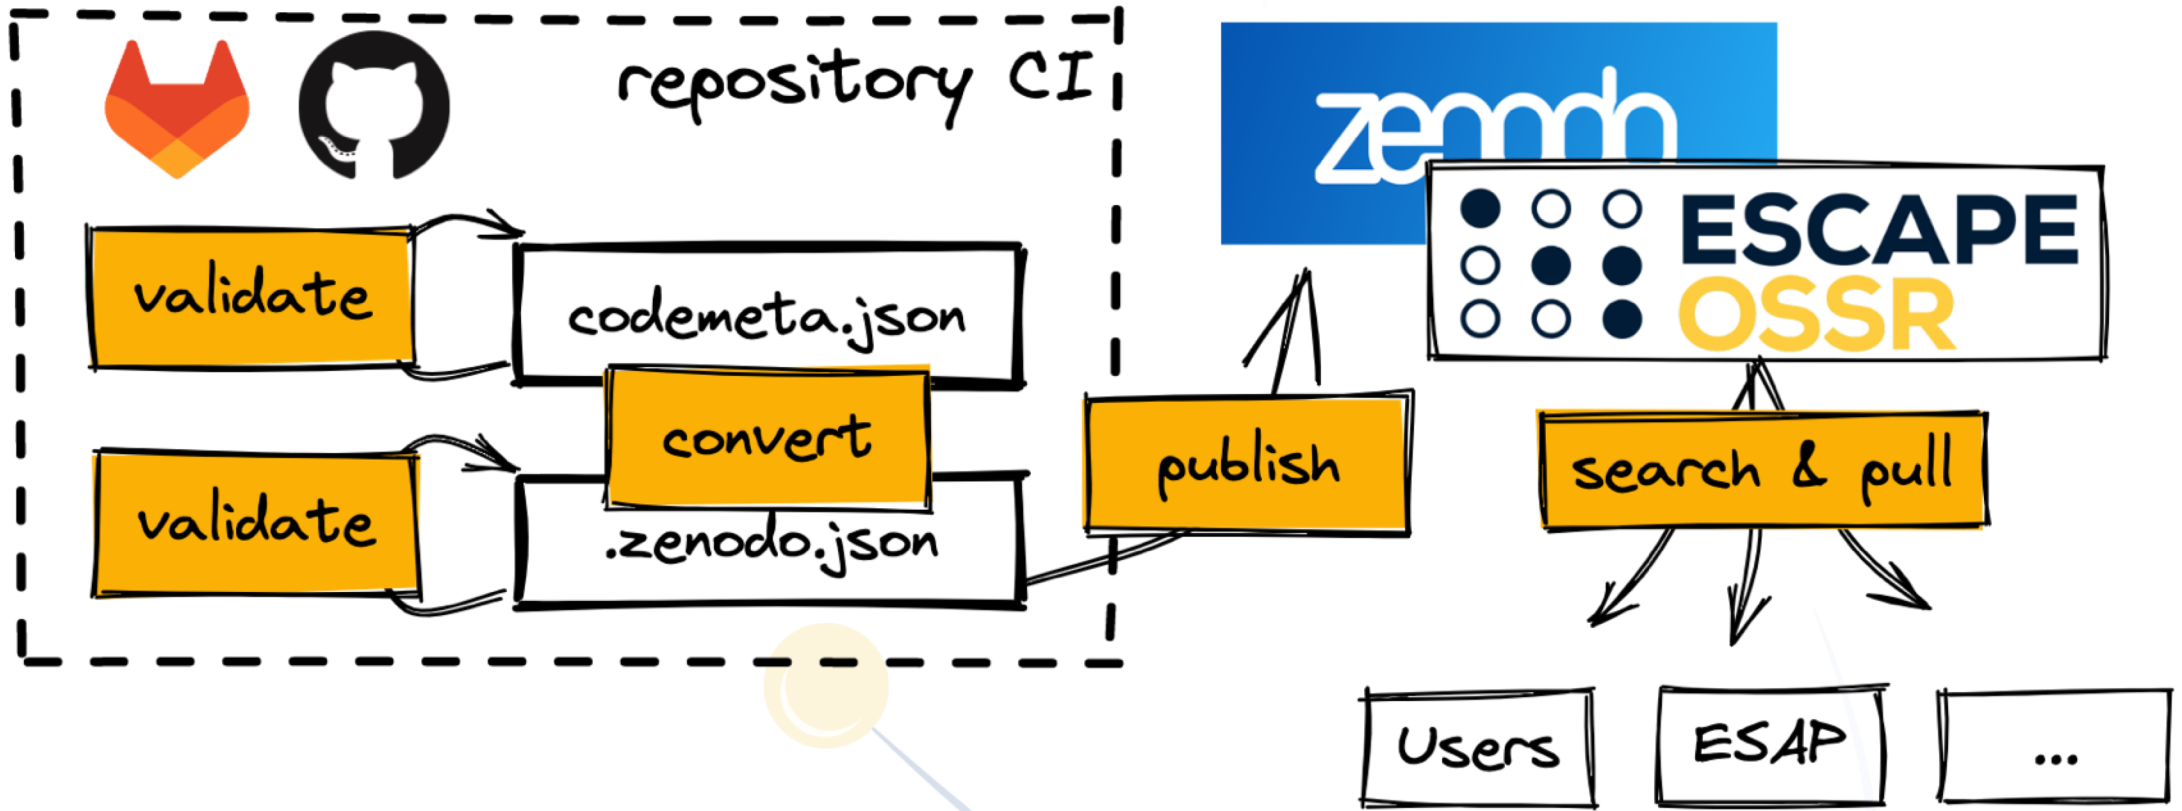 repository CI
zenodo
ESCAPE
OSSR
validate
codemeta.json
convert
validate
.zenodo.json
publish
search & pull
Users
ESAP
...